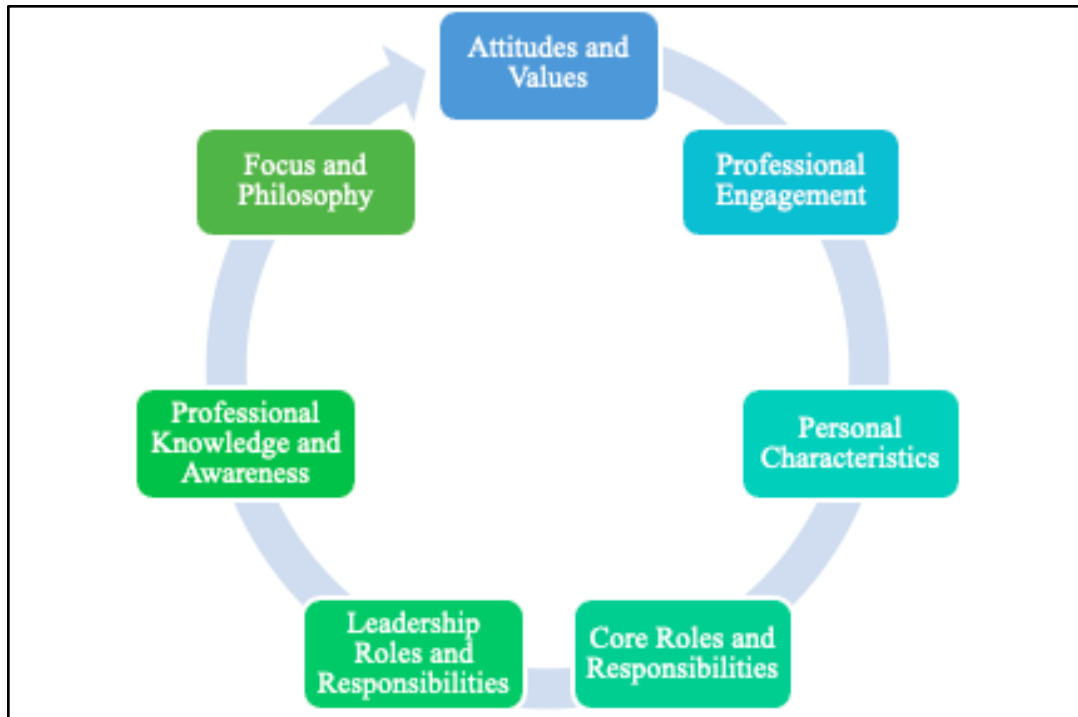 Attitudes and
Values
Professional
Engagement
Personal
Characteristics
Core Roles and
Responsibilities
Leadership
Roles and
Responsibilities
Professional
Knowledge and
Awareness
Focus and
Philosophy